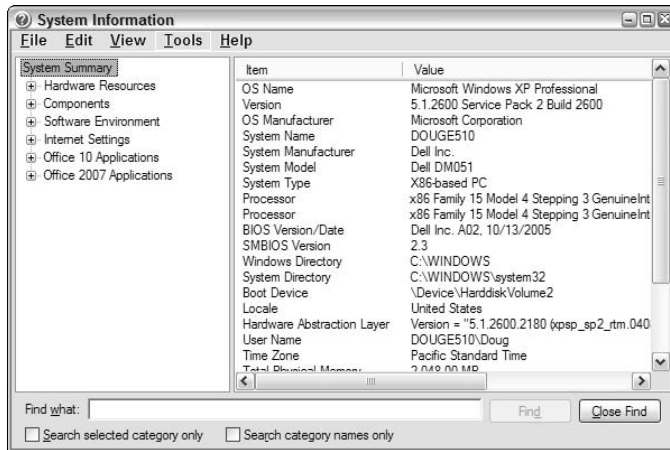 System Information
File Edit View Tools Help
System Summary
Hardware Resources
Components
Software Environment
Internet Settings
Office 10 Applications
Office 2007 Applications
Item Value
OS Name Microsoft Windows XP Professional
Version 5.1.2600 Service Pack 2 Build 2600
OS Manufacturer Microsoft Corporation
System Name DOUGE510
System Manufacturer Dell Inc.
System Model Dell DM051
System Type X86-based PC
Processor x86 Family 15 Model 4 Stepping 3 GenuineInt
Processor x86 Family 15 Model 4 Stepping 3 GenuineInt
BIOS Version/Date Dell Inc. A02, 10/13/2005
SMBIOS Version 2.3
Windows Directory C:\WINDOWS
System Directory C:\WINDOWS\system32
Boot Device \Device\HarddiskVolume2
Locale United States
Hardware Abstraction Layer Version = "5.1.2600.2180 (xpsp_sp2_rtm.040
User Name DOUGE510\Doug
Time Zone Pacific Standard Time
Total Physical Memory 2,048.00 MB
Find what: Find Close Find
Search selected category only Search category names only